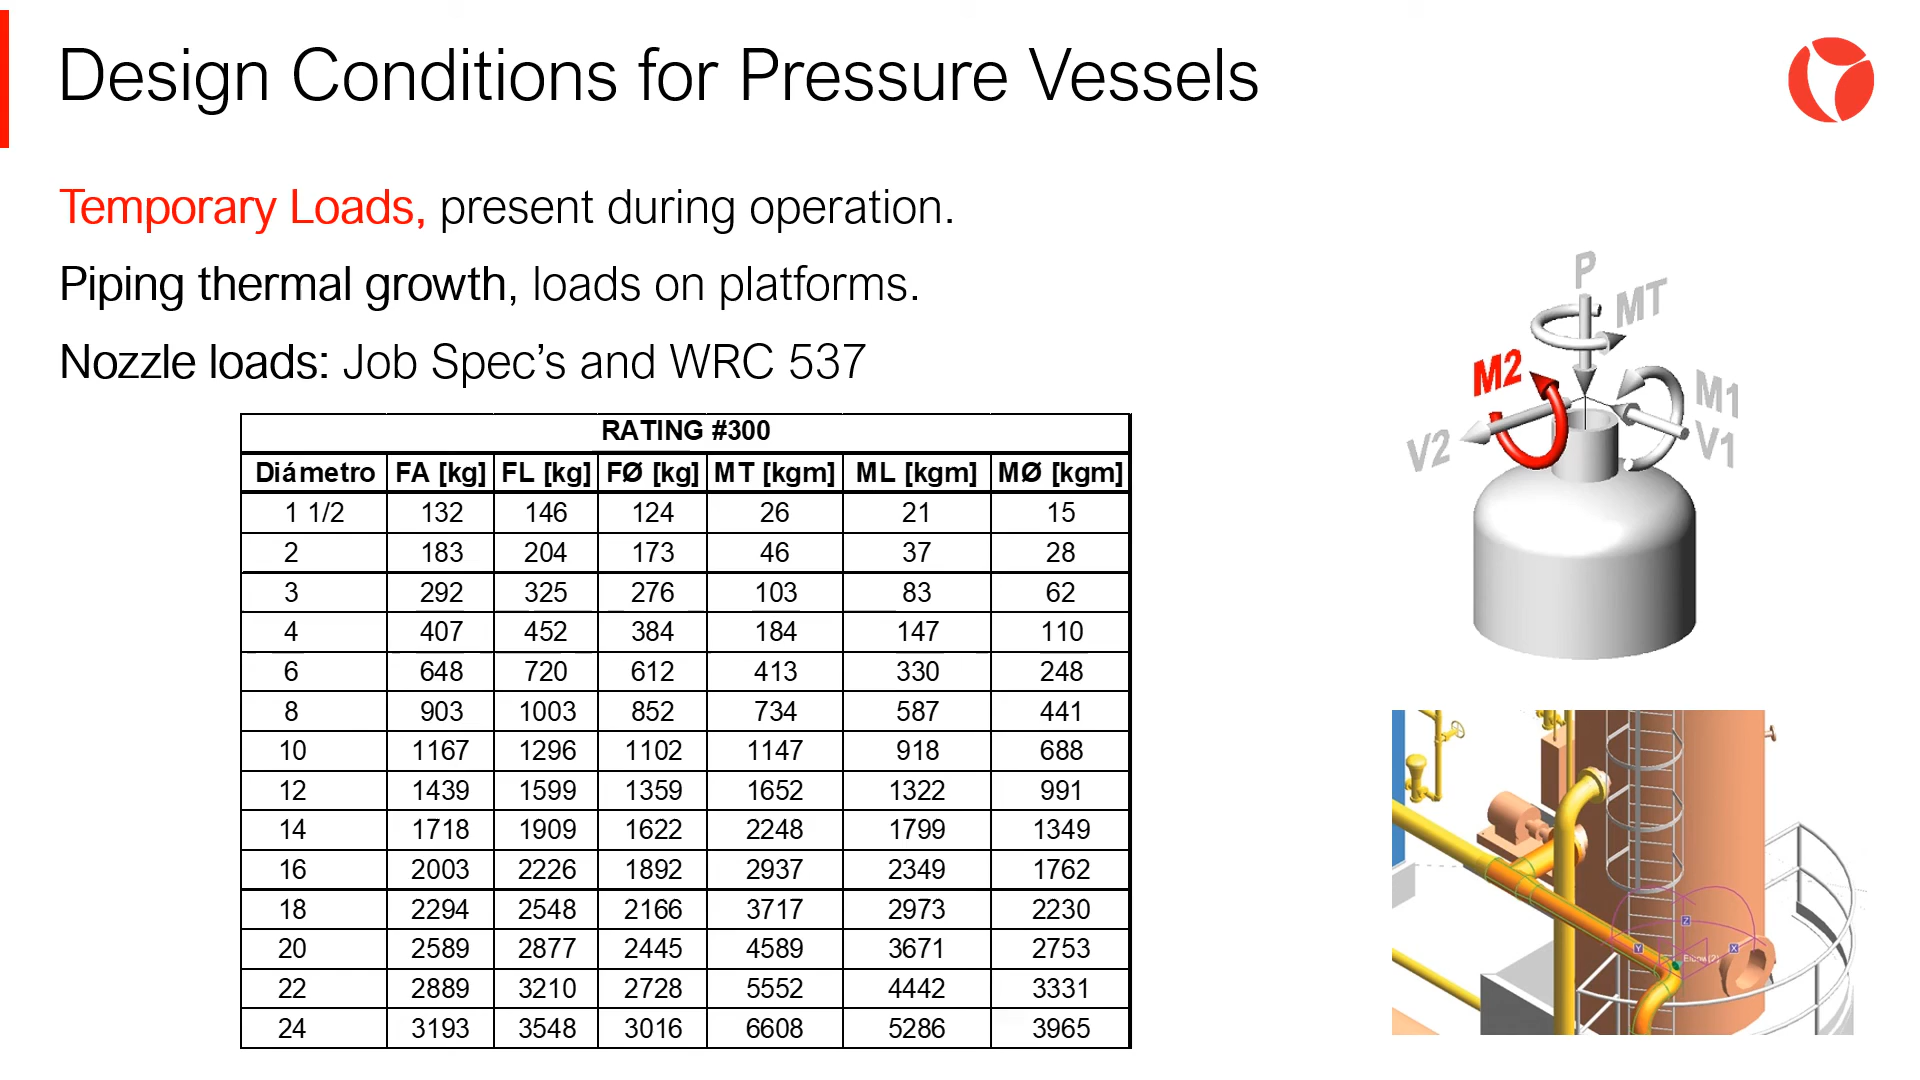 Design Conditions for Pressure Vessels
Temporary Loads, present during operation.
Piping thermal growth, loads on platforms.
Nozzle loads: Job Spec’s and WRC 537
RATING #300
Diámetro FA [kg] FL [kg] FØ [kg] MT [kgm] ML [kgm] MØ [kgm]
1 1/2 132 146 124 26 21 15
2 183 204 173 46 37 28
3 292 325 276 103 83 62
4 407 452 384 184 147 110
6 648 720 612 413 330 248
8 903 1003 852 734 587 441
10 1167 1296 1102 1147 918 688
12 1439 1599 1359 1652 1322 991
14 1718 1909 1622 2248 1799 1349
16 2003 2226 1892 2937 2349 1762
18 2294 2548 2166 3717 2973 2230
20 2589 2877 2445 4589 3671 2753
22 2889 3210 2728 5552 4442 3331
24 3193 3548 3016 6608 5286 3965
P
MT
M2
M1
V2
V1
Z
Y
X